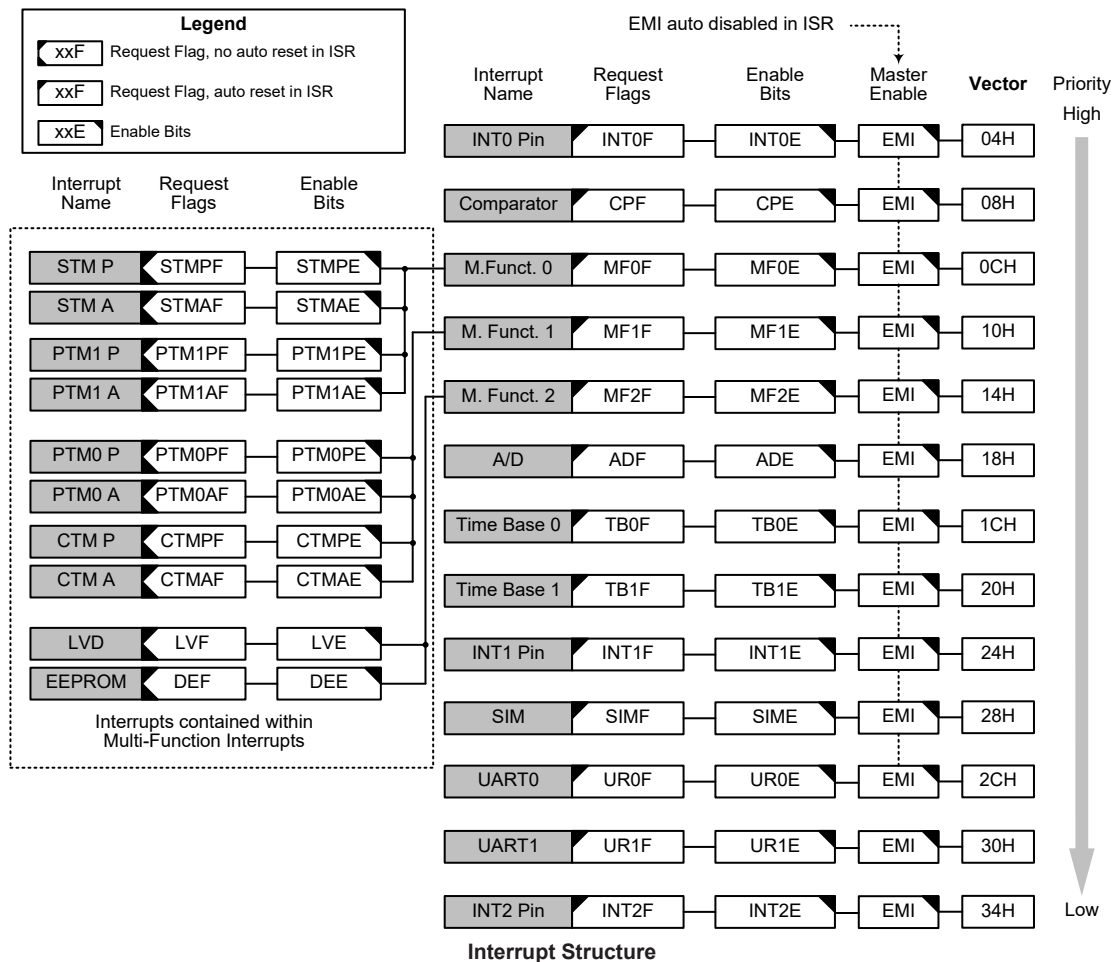 Legend
xxF Request Flag, no auto reset in ISR
xxF Request Flag, auto reset in ISR
xxE Enable Bits
EMI auto disabled in ISR
Interrupt Name Request Flags Enable Bits Master Enable Vector Priority
High
INT0 Pin INT0F INT0E EMI 04H
Comparator CPF CPE EMI 08H
M.Funct. 0 MF0F MF0E EMI 0CH
M. Funct. 1 MF1F MF1E EMI 10H
M. Funct. 2 MF2F MF2E EMI 14H
A/D ADF ADE EMI 18H
Time Base 0 TB0F TB0E EMI 1CH
Time Base 1 TB1F TB1E EMI 20H
INT1 Pin INT1F INT1E EMI 24H
SIM SIMF SIME EMI 28H
UART0 UR0F UR0E EMI 2CH
UART1 UR1F UR1E EMI 30H
INT2 Pin INT2F INT2E EMI 34H
Low
Interrupt Name Request Flags Enable Bits
STM P STMPF STMPE
STM A STMAF STMAE
PTM1 P PTM1PF PTM1PE
PTM1 A PTM1AF PTM1AE
PTM0 P PTM0PF PTM0PE
PTM0 A PTM0AF PTM0AE
CTM P CTMPF CTMPE
CTM A CTMAF CTMAE
LVD LVF LVE
EEPROM DEF DEE
Interrupts contained within
Multi-Function Interrupts
Interrupt Structure